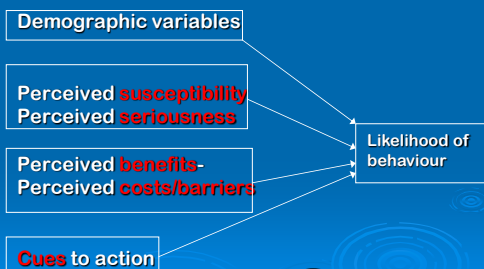 Demographic variables
Perceived susceptibility
Perceived seriousness
Likelihood of
behaviour
Perceived benefits-
Perceived costs/barriers
Cues to action